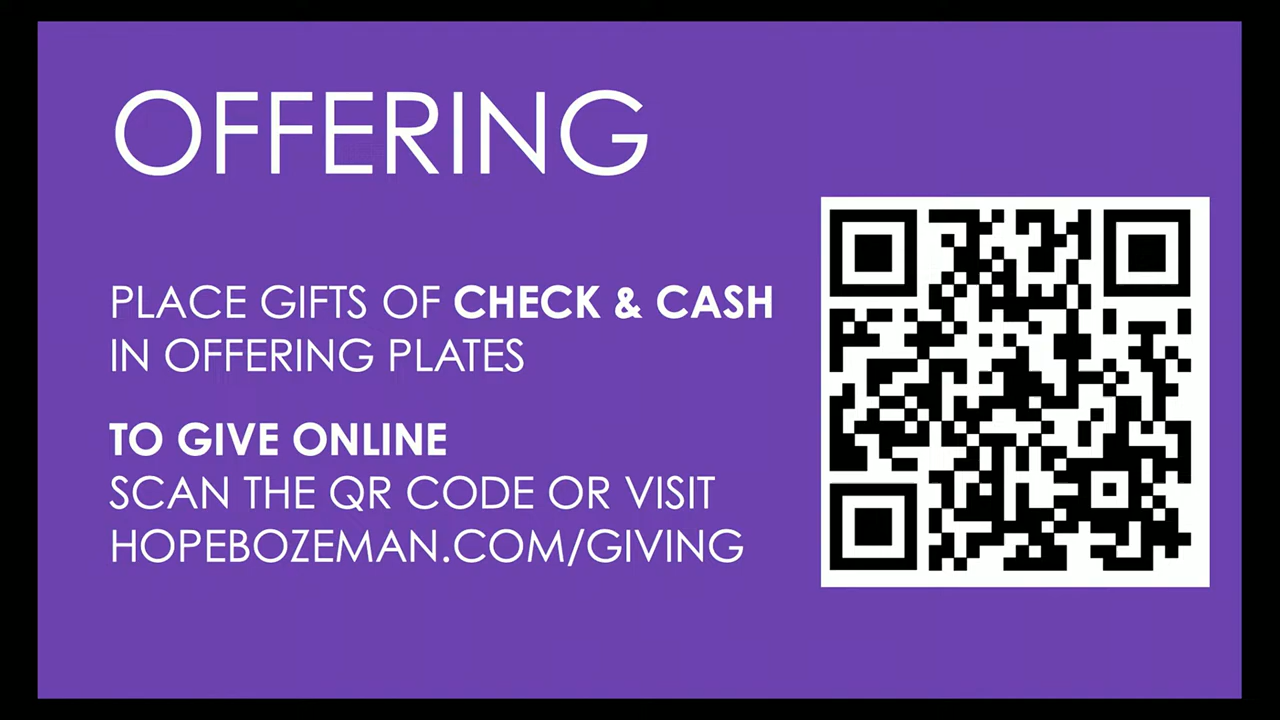 OFFERING
PLACE GIFTS OF CHECK & CASH
IN OFFERING PLATES
TO GIVE ONLINE
SCAN THE QR CODE OR VISIT
HOPEBOZEMAN.COM/GIVING